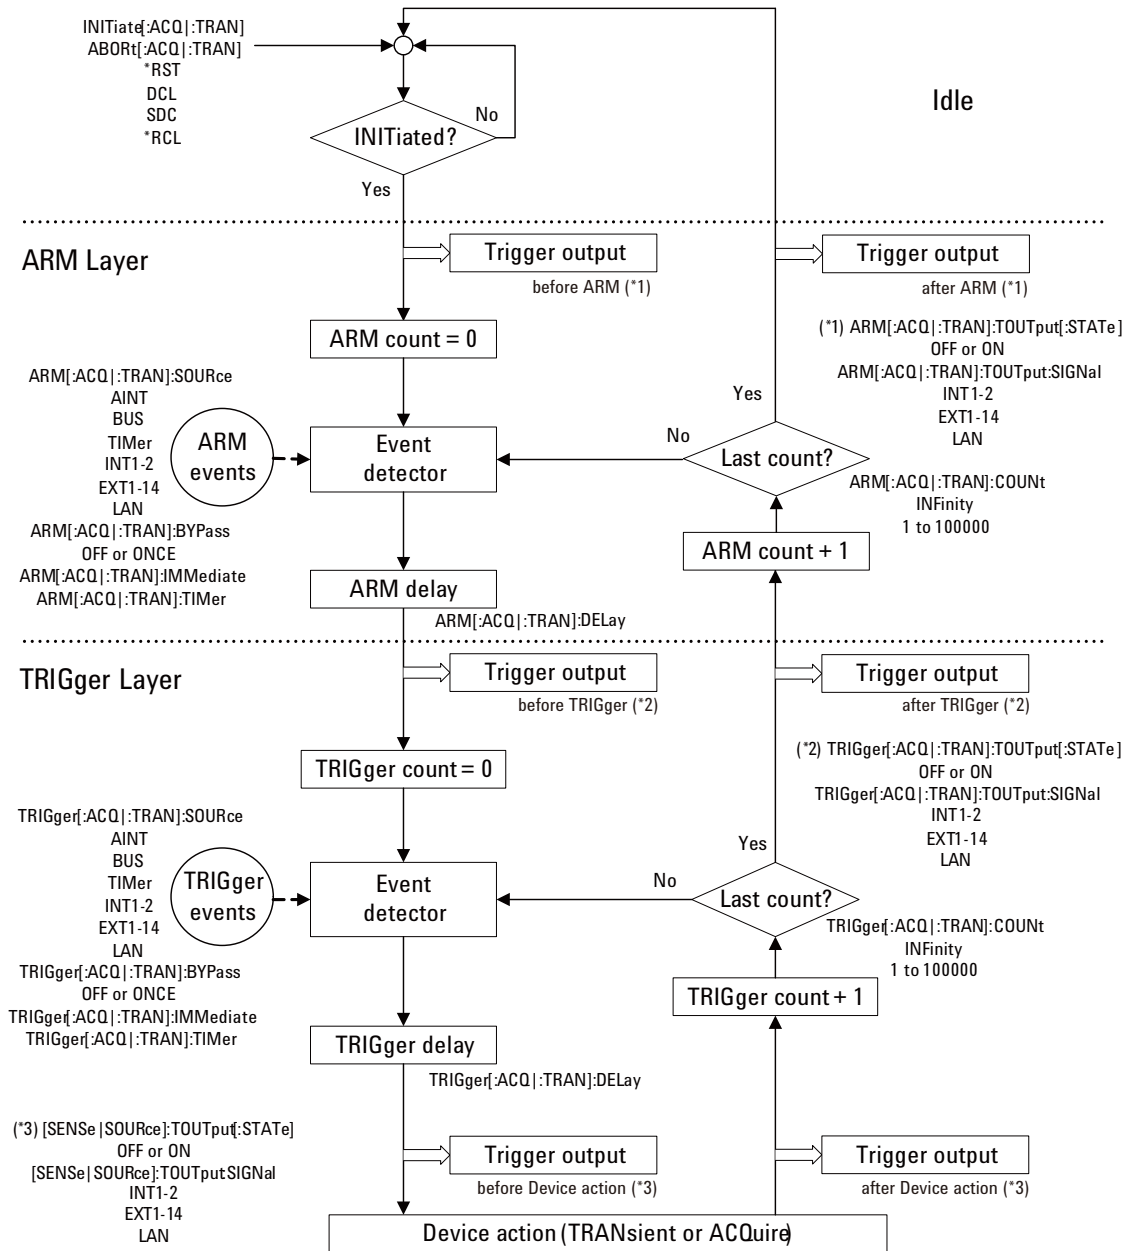 INITiate[:ACQ|:TRAN]
ABORt[:ACQ|:TRAN]
*RST
DCL
SDC
*RCL
INITiated?
No
Yes
Idle
ARM Layer
Trigger output
before ARM (*1)
Trigger output
after ARM (*1)
ARM count = 0
(*1) ARM[:ACQ|:TRAN]:TOUTput[:STATe]
OFF or ON
ARM[:ACQ|:TRAN]:TOUTput:SIGNal
INT1-2
EXT1-14
LAN
ARM[:ACQ|:TRAN]:SOURce
AINT
BUS
TIMer
INT1-2
EXT1-14
LAN
ARM[:ACQ|:TRAN]:BYPass
OFF or ONCE
ARM[:ACQ|:TRAN]:IMMediate
ARM[:ACQ|:TRAN]:TIMer
ARM
events
Event
detector
No
Yes
Last count?
ARM[:ACQ|:TRAN]:COUNt
INFinity
1 to 100000
ARM count + 1
ARM delay
ARM[:ACQ|:TRAN]:DELay
TRIGger Layer
Trigger output
before TRIGger (*2)
Trigger output
after TRIGger (*2)
TRIGger count = 0
(*2) TRIGger[:ACQ|:TRAN]:TOUTput[:STATe]
OFF or ON
TRIGger[:ACQ|:TRAN]:TOUTput:SIGNal
INT1-2
EXT1-14
LAN
TRIGger[:ACQ|:TRAN]:SOURce
AINT
BUS
TIMer
INT1-2
EXT1-14
LAN
TRIGger[:ACQ|:TRAN]:BYPass
OFF or ONCE
TRIGger[:ACQ|:TRAN]:IMMediate
TRIGger[:ACQ|:TRAN]:TIMer
TRIGger
events
Event
detector
No
Yes
Last count?
TRIGger[:ACQ|:TRAN]:COUNt
INFinity
1 to 100000
TRIGger count + 1
TRIGger delay
TRIGger[:ACQ|:TRAN]:DELay
(*3) [SENSe|SOURce]:TOUTput[:STATe]
OFF or ON
[SENSe|SOURce]:TOUTput:SIGNal
INT1-2
EXT1-14
LAN
Trigger output
before Device action (*3)
Trigger output
after Device action (*3)
Device action (TRANsient or ACQuire)